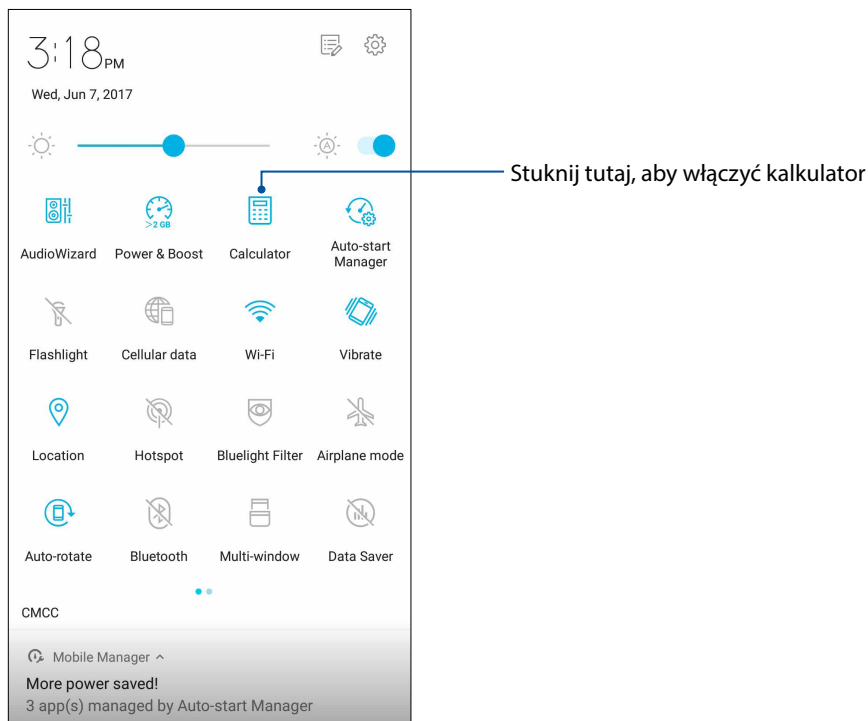 3:18 PM
Wed, Jun 7, 2017
A
Stuknij tutaj, aby włączyć kalkulator
>2 GB
AudioWizard Power & Boost Calculator Auto-start Manager
Flashlight Cellular data Wi-Fi Vibrate
Location Hotspot Bluelight Filter Airplane mode
Auto-rotate Bluetooth Multi-window Data Saver
CMCC
Mobile Manager
More power saved!
3 app(s) managed by Auto-start Manager